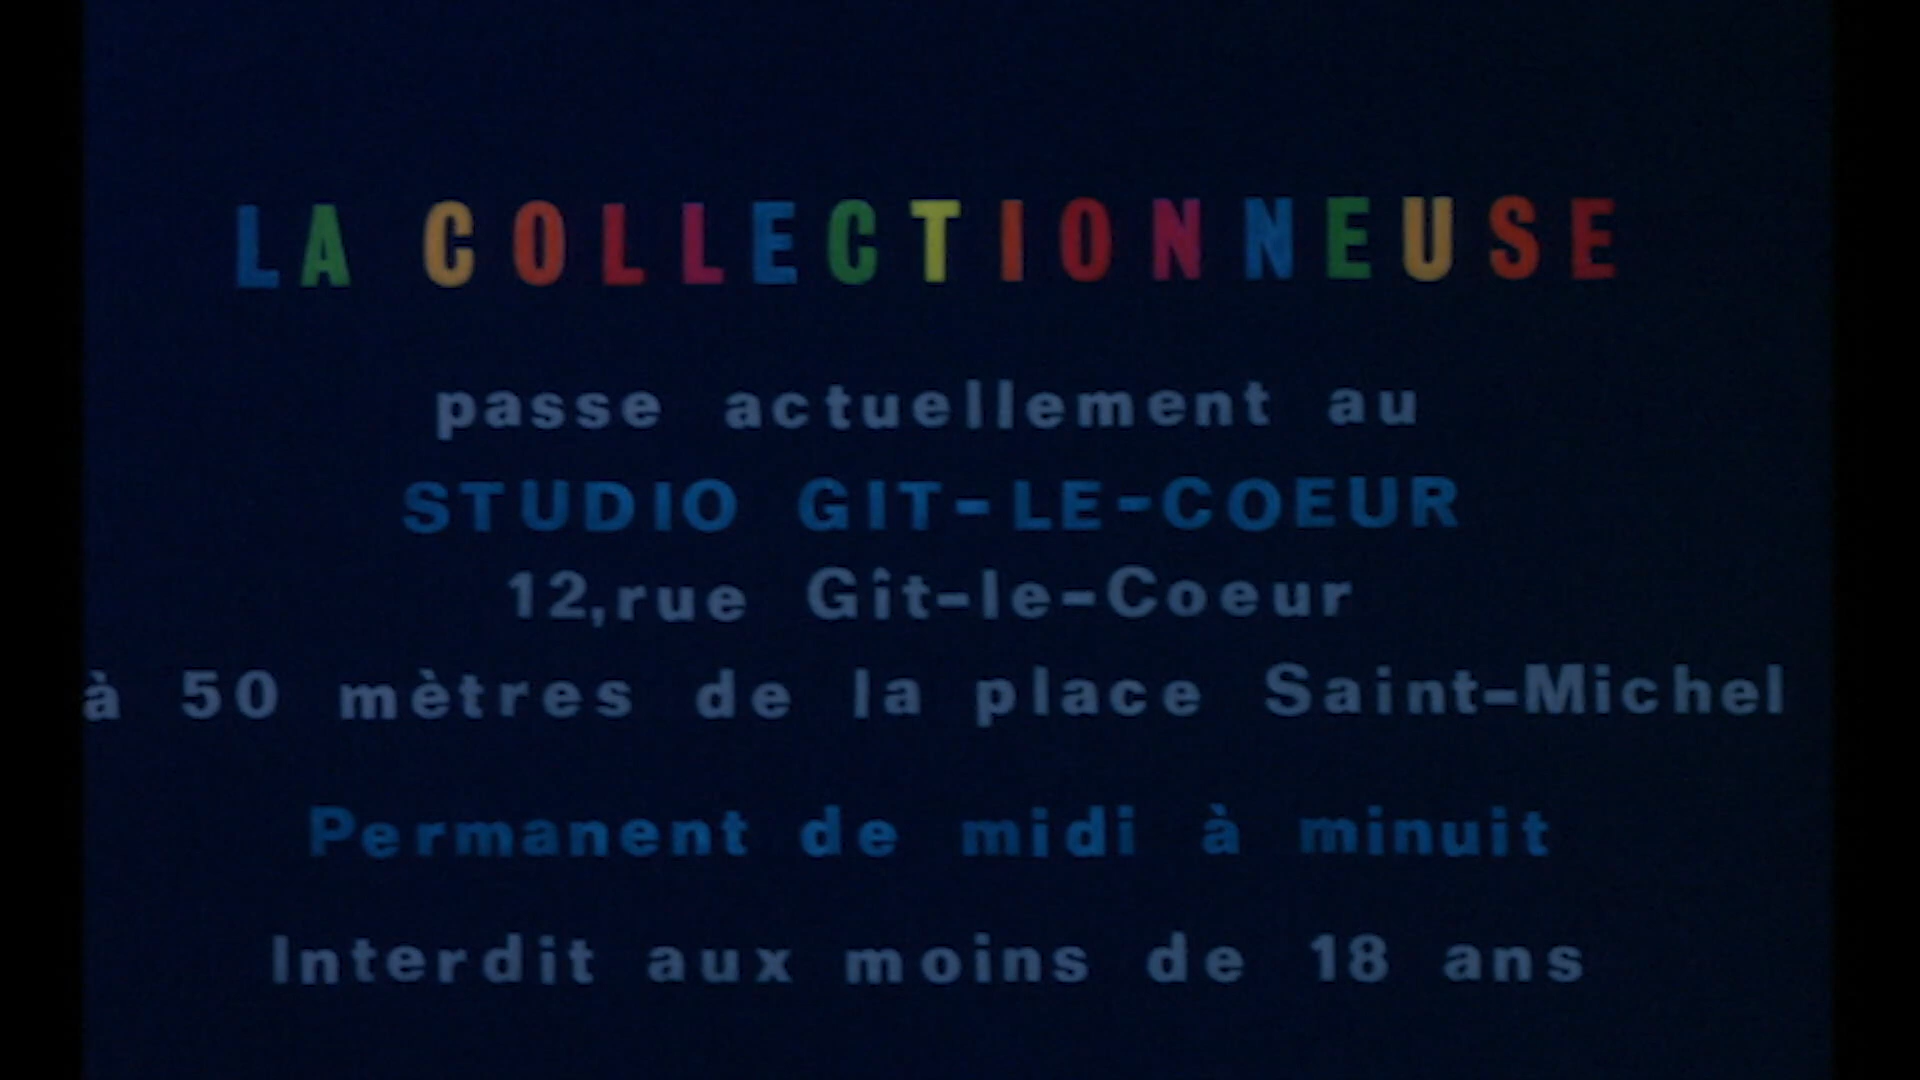 LA COLLECTIONNEUSE
passe actuellement au
STUDIO GIT-LE-COEUR
12,rue Gît-le-Coeur
à 50 mètres de la place Saint-Michel
Permanent de midi à minuit
Interdit aux moins de 18 ans